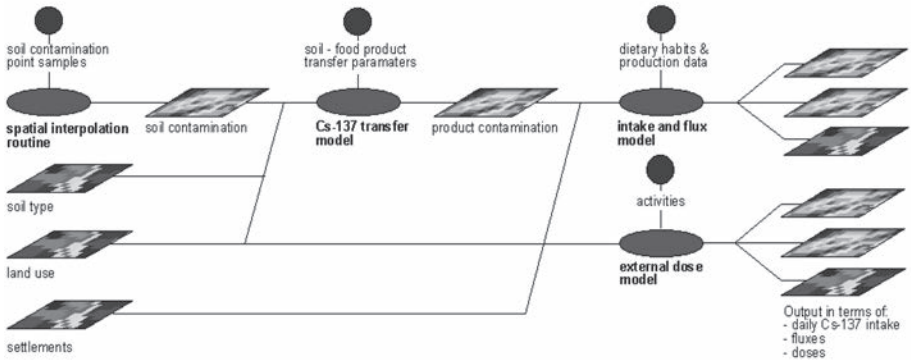 soil contamination
point samples
soil - food product
transfer paramaters
dietary habits &
production data
spatial interpolation
routine
soil contamination
Cs-137 transfer
model
product contamination
intake and flux
model
soil type
activities
land use
external dose
model
settlements
Output in terms of:
- daily Cs-137 intake
- fluxes
- doses